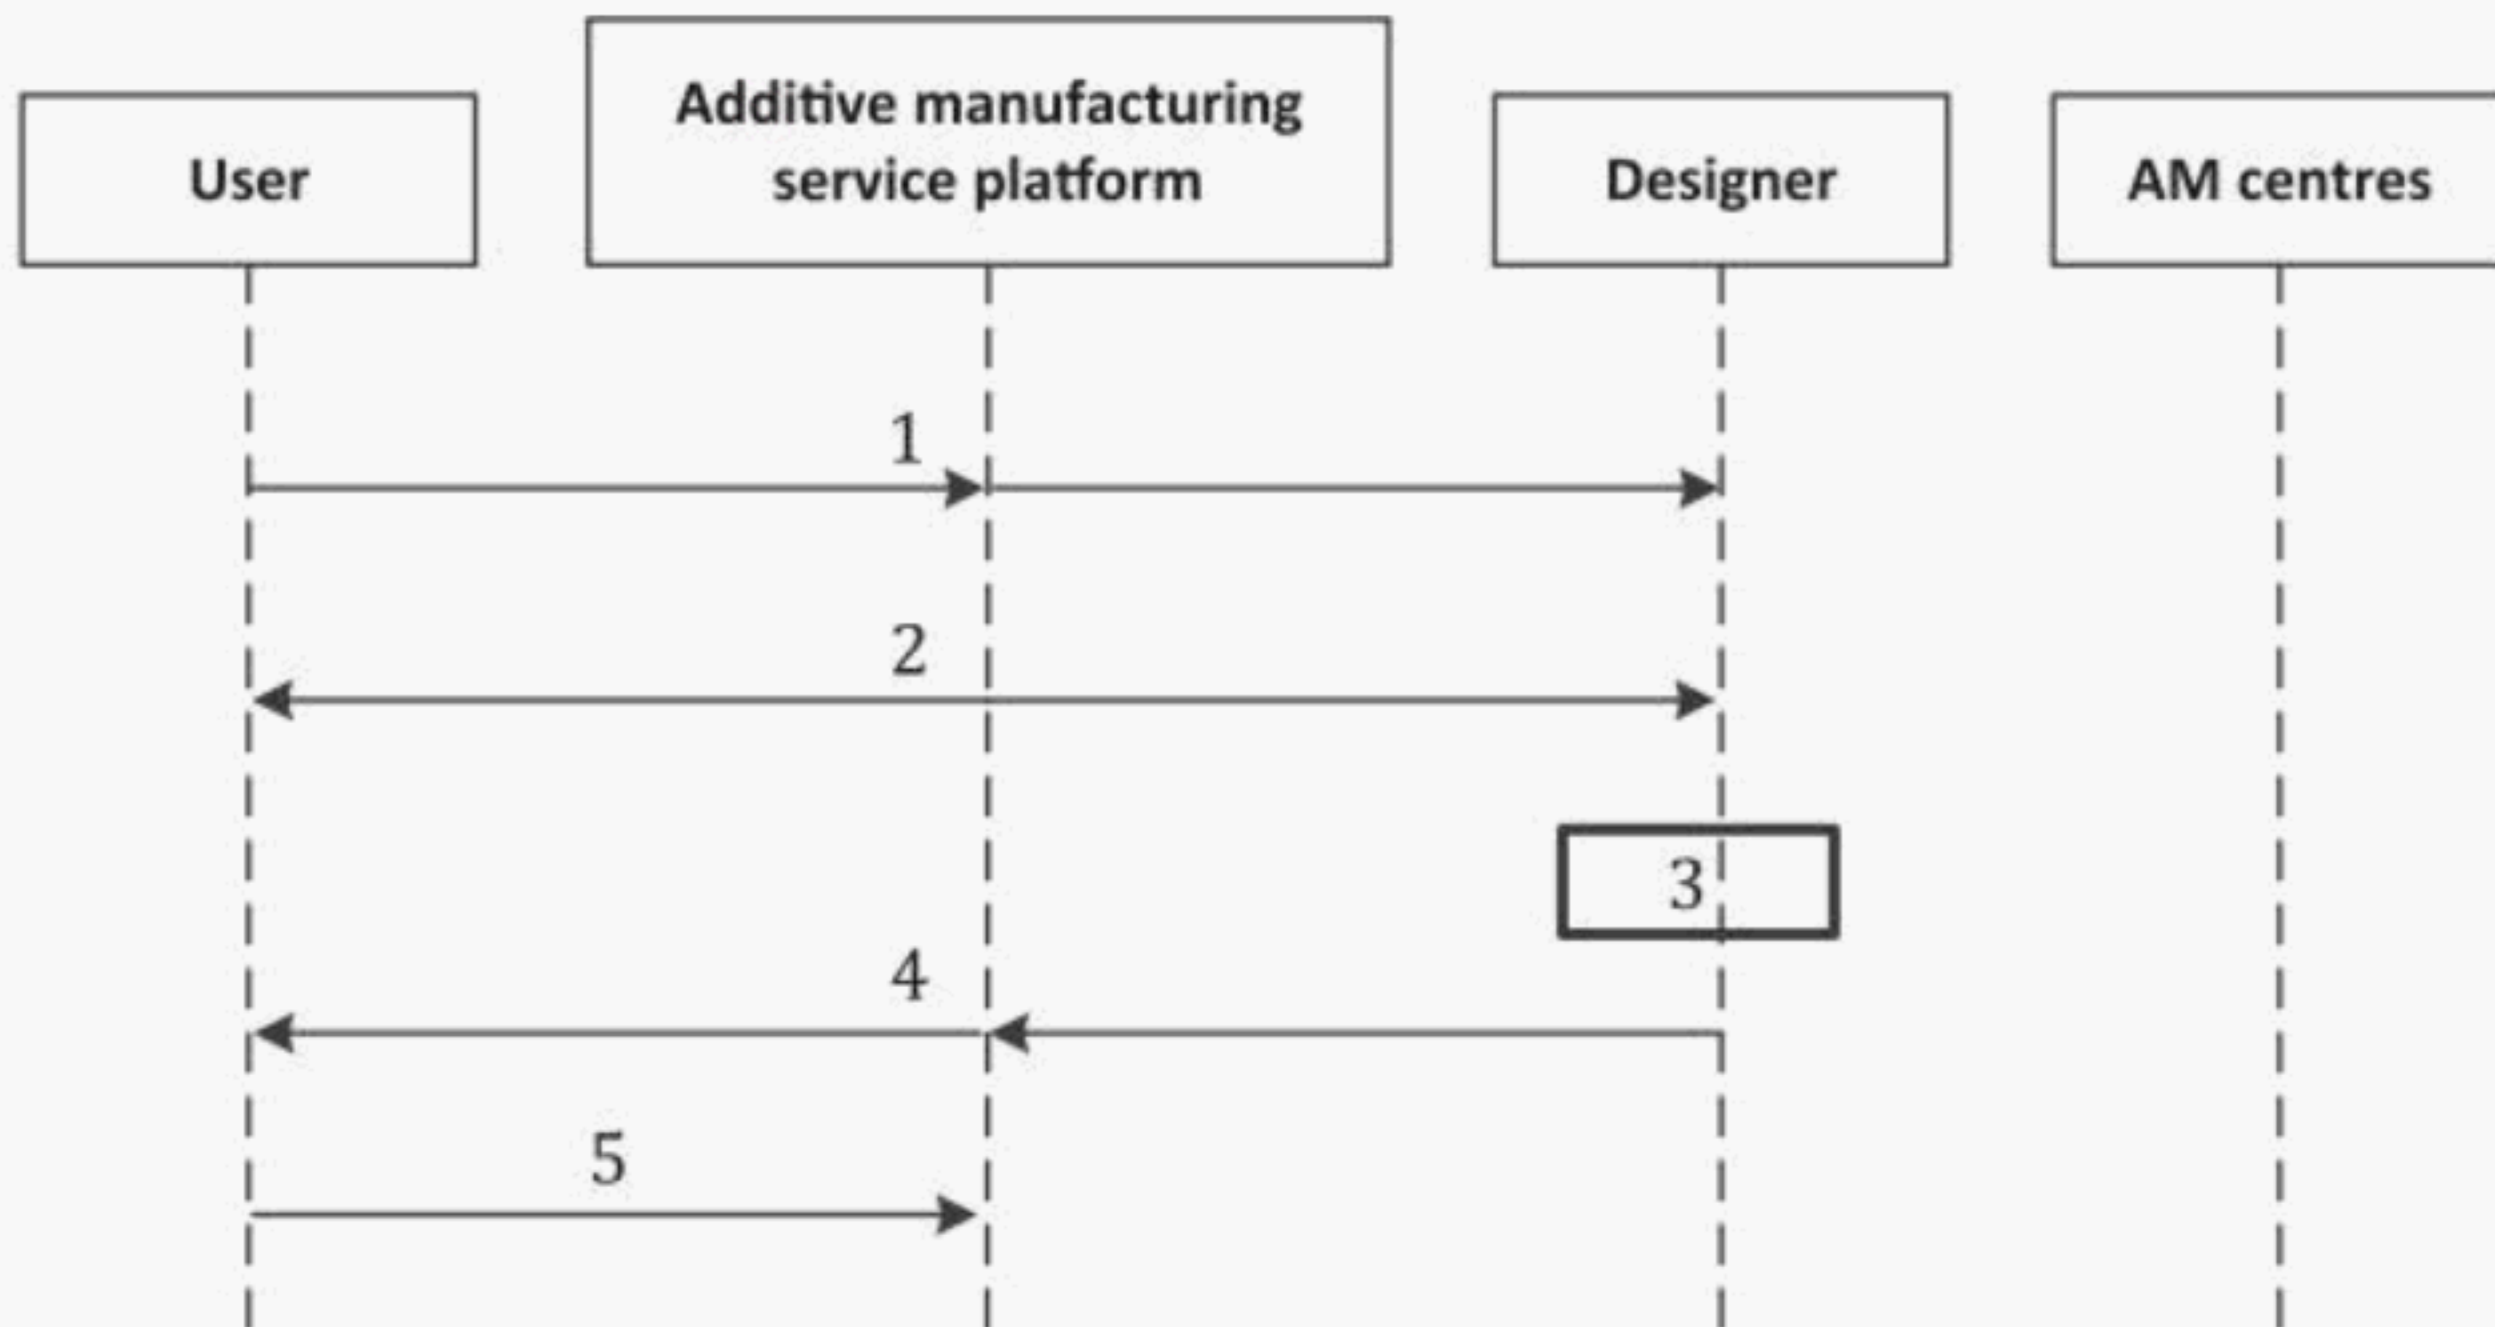 User
Additive manufacturing
service platform
Designer
AM centres
1
2
3
4
5